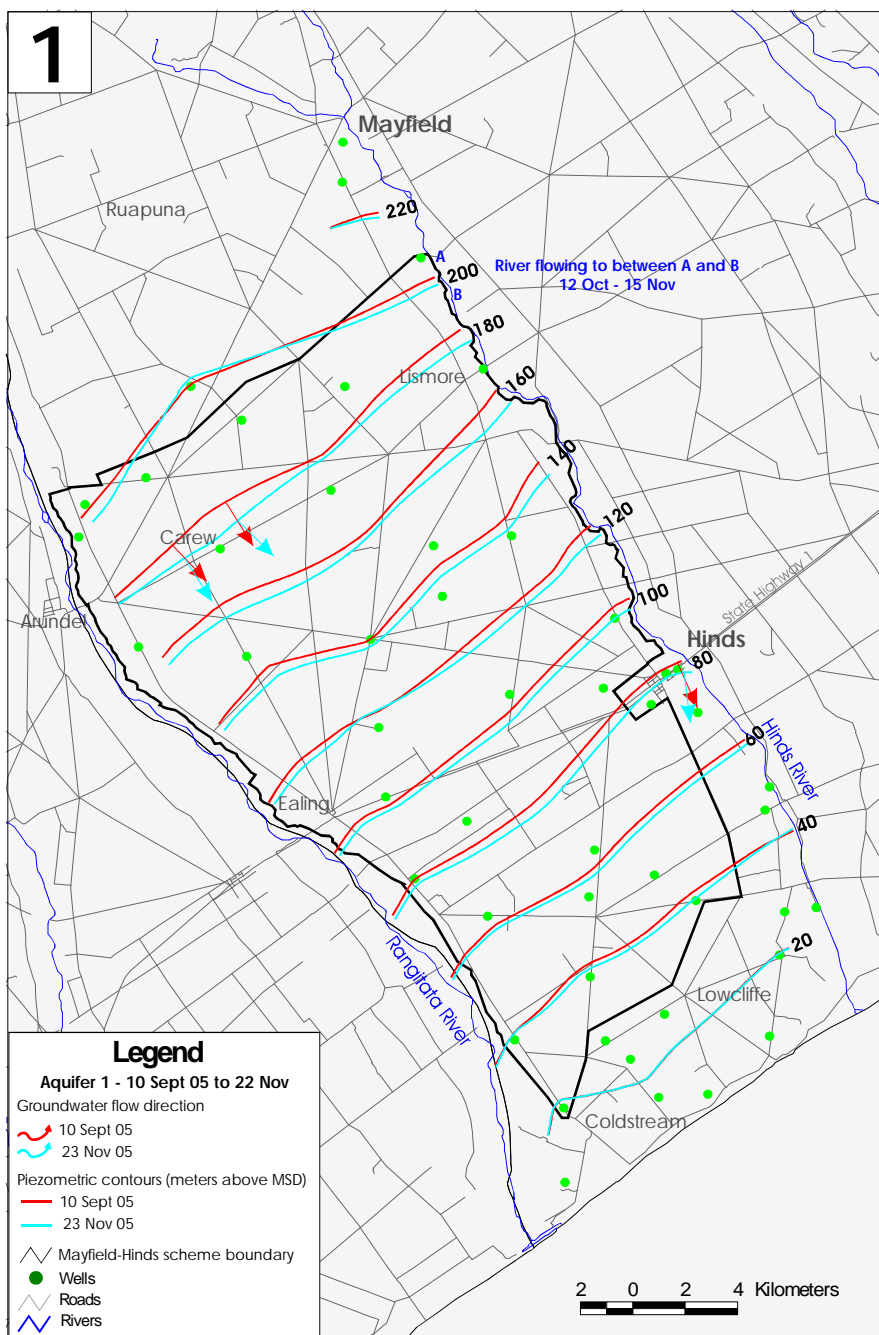 1
Mayfield
Ruapuna
220
A
200
River flowing to between A and B
12 Oct - 15 Nov
B
180
Lismore
160
140
120
Carew
100
State Highway 1
Arundel
Hinds
80
Hinds River
60
Ealing
40
Rangitata River
20
Lowcliffe
Coldstream
Legend
Aquifer 1 - 10 Sept 05 to 22 Nov
Groundwater flow direction
10 Sept 05
23 Nov 05
Piezometric contours (meters above MSD)
10 Sept 05
23 Nov 05
Mayfield-Hinds scheme boundary
Wells
Roads
Rivers
2 0 2 4 Kilometers